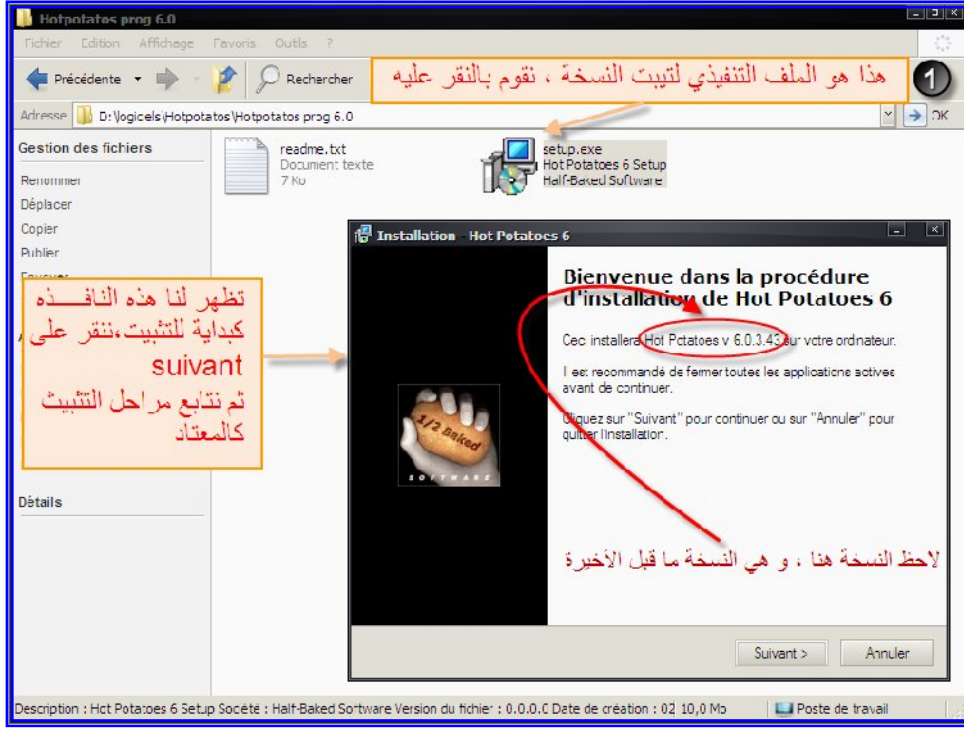 Hotpotatos prog 6.0
Fichier Edition Affichage Favoris Outils ?
Précédente
Rechercher
هذا هو الملف التنفيذي لتيبت النسخة ، نقوم بالنقر عليه
1
Adresse D:\logicels\Hotpotatos\Hotpotatos prog 6.0
OK
Gestion des fichiers
Renommer
Déplacer
Copier
Publier
readme.txt
Document texte
7 Ko
setup.exe
Hot Potatoes 6 Setup
Half-Baked Software
تظهر لنا هذه النافـــذه
كبداية للتثبيت،ننقر على
suivant
ثم نتابع مراحل التثبيث
كالمعتاد
Détails
Installation - Hot Potatoes 6
Bienvenue dans la procédure
d'installation de Hot Potatoes 6
Ceci installera Hot Potatoes v 6.0.3.43 sur votre ordinateur.
Il est recommandé de fermer toutes les applications actives
avant de continuer.
Cliquez sur "Suivant" pour continuer ou sur "Annuler" pour
quitter l'installation.
1/2 Baked
SOFTWARE
لاحظ النسخة هنا ، و هي النسخة ما قبل الأخيرة
Suivant >
Annuler
Description : Hot Potatoes 6 Setup Société : Half-Baked Software Version du fichier : 0.0.0.0 Date de création : 02 10,0 Mo
Poste de travail